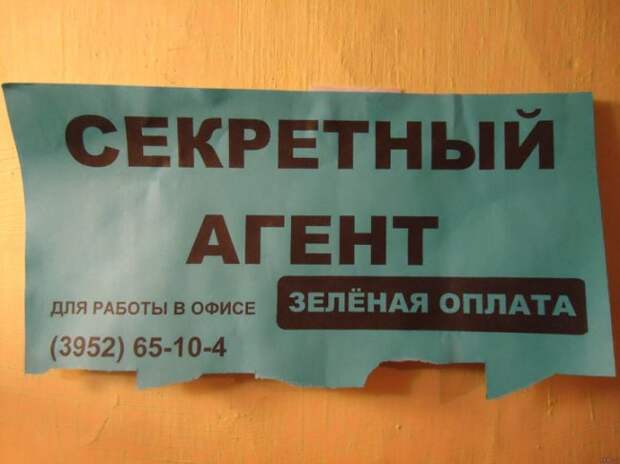 СЕКРЕТНЫЙ
АГЕНТ
ДЛЯ РАБОТЫ В ОФИСЕ
ЗЕЛЁНАЯ ОПЛАТА
(3952) 65-10-4